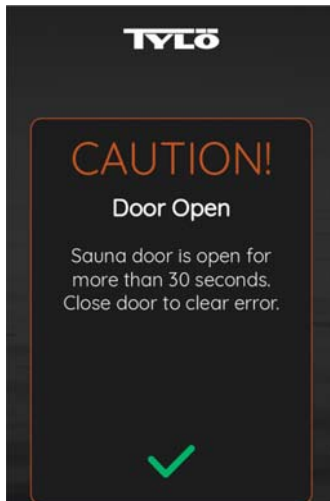 TYLÖ
CAUTION!
Door Open
Sauna door is open for
more than 30 seconds.
Close door to clear error.